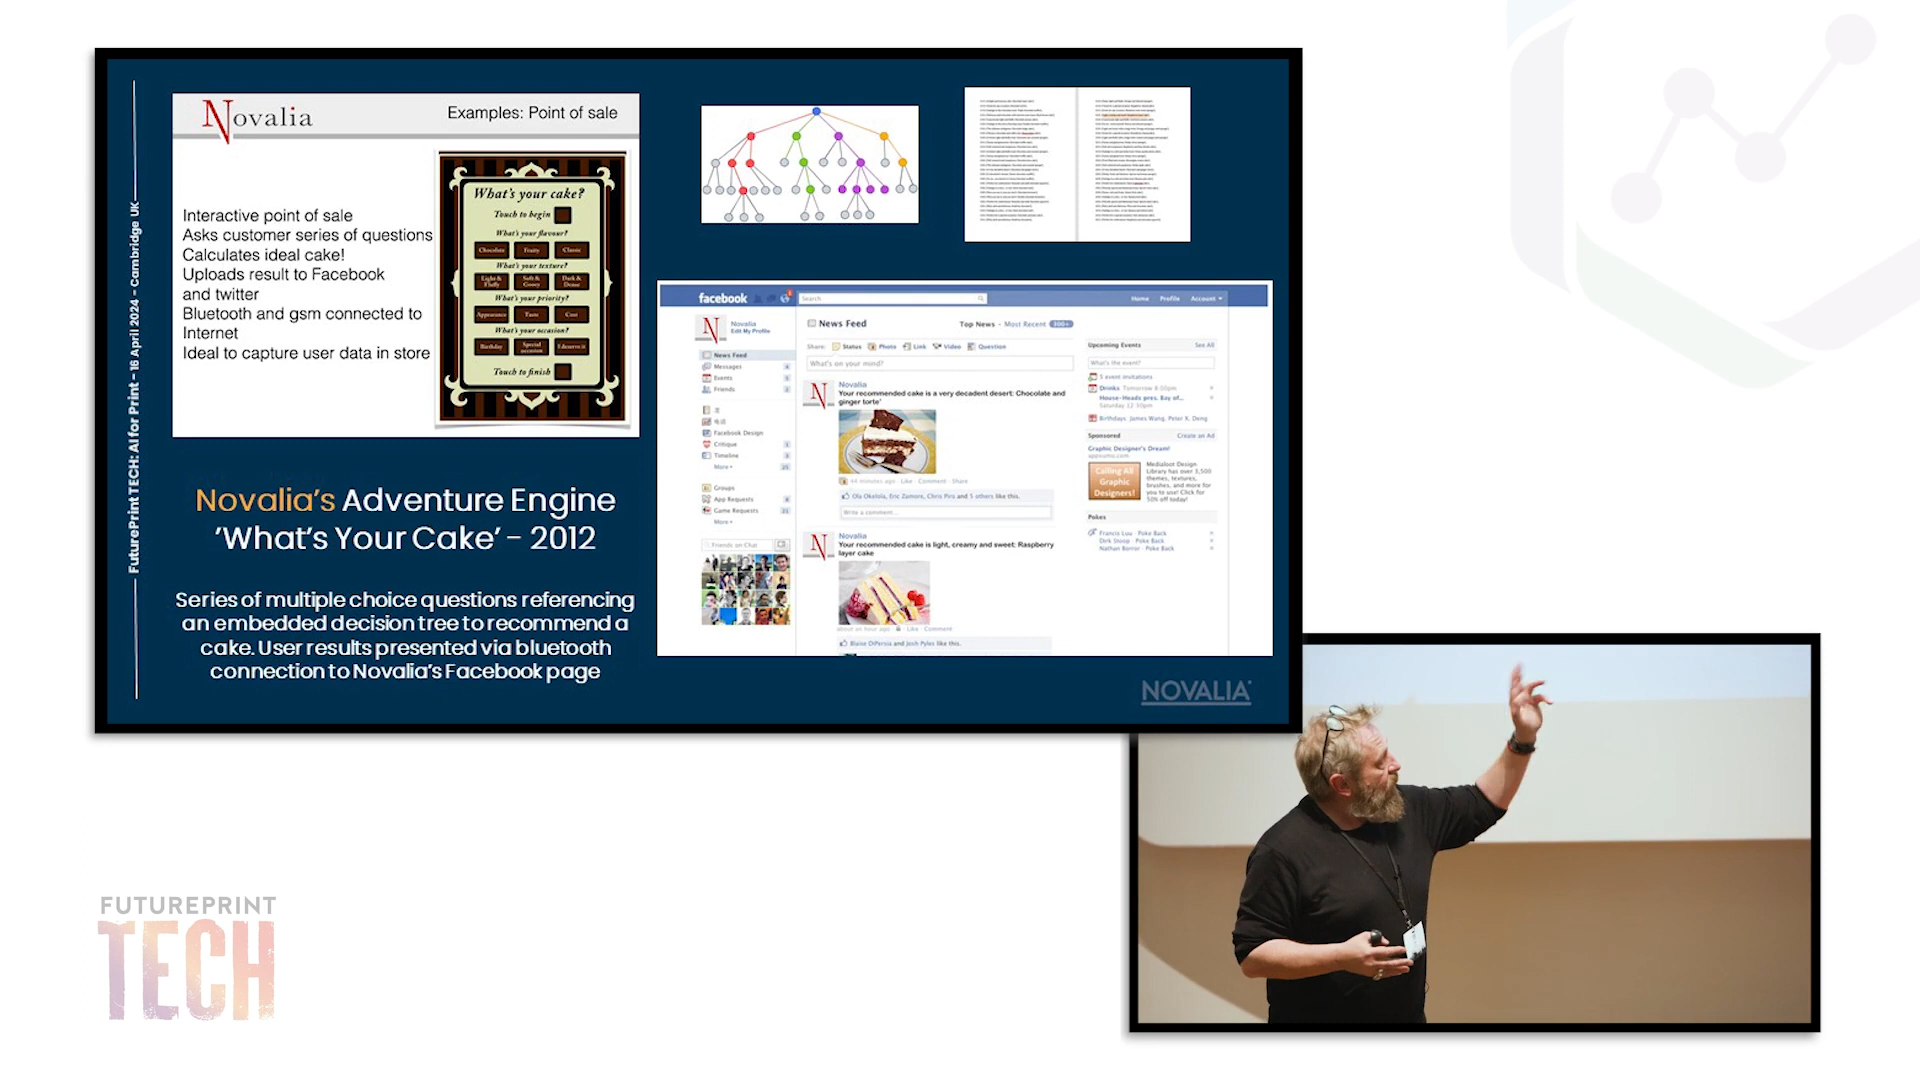 FuturePrint TECH: AI for Print - 16 April 2024 - Cambridge UK
Novalia
Examples: Point of sale
Interactive point of sale
Asks customer series of questions
Calculates ideal cake!
Uploads result to Facebook
and twitter
Bluetooth and gsm connected to
Internet
Ideal to capture user data in store
What's your cake?
Touch to begin
What's your flavour?
Chocolate Fruity Classic
What's your texture?
Light & Fluffy Soft & Gooey Dark & Dense
What's your priority?
Appearance Taste Cost
What's your occasion?
Birthday Special occasion I deserve it
Touch to finish
Novalia's Adventure Engine
'What's Your Cake' - 2012
Series of multiple choice questions referencing
an embedded decision tree to recommend a
cake. User results presented via bluetooth
connection to Novalia's Facebook page
facebook
Search
Home Profile Account
Novalia
Edit My Profile
News Feed
Messages
Events
Friends
Facebook Design
Critique
Timeline
More
Groups
App Requests
Game Requests
More
Friends on Chat
News Feed
Top News · Most Recent 300+
Share: Status Photo Link Video Question
What's on your mind?
Novalia
Your recommended cake is a very decadent desert: Chocolate and
ginger torte'
44 minutes ago · Like · Comment · Share
Ola Okelola, Eric Zamore, Chris Piro and 5 others like this.
Write a comment...
Novalia
Your recommended cake is light, creamy and sweet: Raspberry
layer cake
about an hour ago · Like · Comment
Blaise DiPersia and Josh Pyles like this.
Upcoming Events See All
What's the event?
5 event invitations
Drinks Tomorrow 8:00pm
House-Heads pres. Bay of...
Saturday 12:30pm
Birthdays: James Wang, Peter X. Deng
Sponsored Create an Ad
Graphic Designer's Dream!
appsumo.com
Calling All
Graphic
Designers!
Medialoot Design
Library has over 3,500
themes, textures,
brushes, and more for
you to use! Click for
50% off today!
Pokes
Francis Luu · Poke Back
Dirk Stoop · Poke Back
Nathan Borror · Poke Back
NOVALIA
FUTUREPRINT
TECH